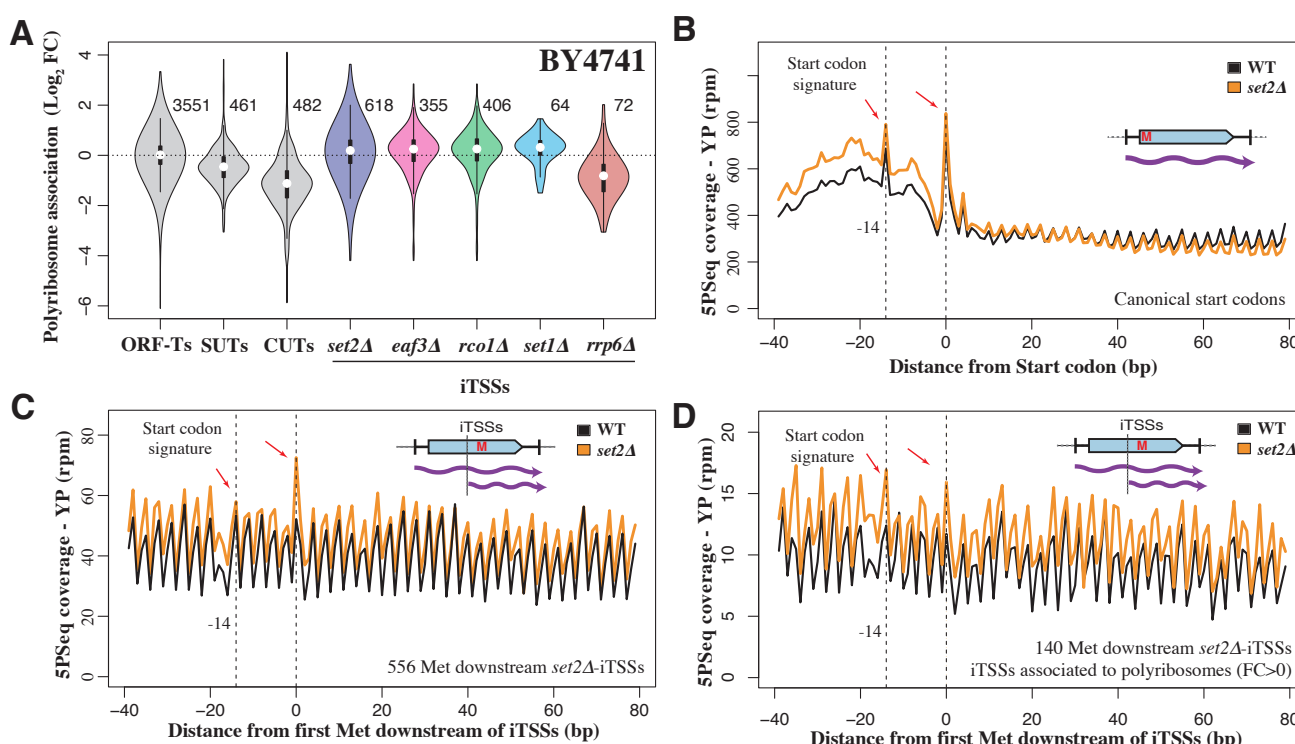 A
Polyribosome association (Log2 FC)
4
2
0
−2
−4
−6
BY4741
3551
461
482
618
355
406
64
72
ORF-Ts
SUTs
CUTs
set2Δ
eaf3Δ
rco1Δ
set1Δ
rrp6Δ
iTSSs
B
5PSeq coverage - YP (rpm)
0
200
400
600
800
Start codon
signature
WT
set2Δ
M
-14
Canonical start codons
−40
−20
0
20
40
60
80
Distance from Start codon (bp)
C
5PSeq coverage - YP (rpm)
0
20
40
60
80
Start codon
signature
iTSSs
M
WT
set2Δ
-14
556 Met downstream set2Δ-iTSSs
−40
−20
0
20
40
60
80
Distance from first Met downstream of iTSSs (bp)
D
5PSeq coverage - YP (rpm)
0
5
10
15
20
Start codon
signature
iTSSs
M
WT
set2Δ
-14
140 Met downstream set2Δ-iTSSs
iTSSs associated to polyribosomes (FC>0)
−40
−20
0
20
40
60
80
Distance from first Met downstream of iTSSs (bp)